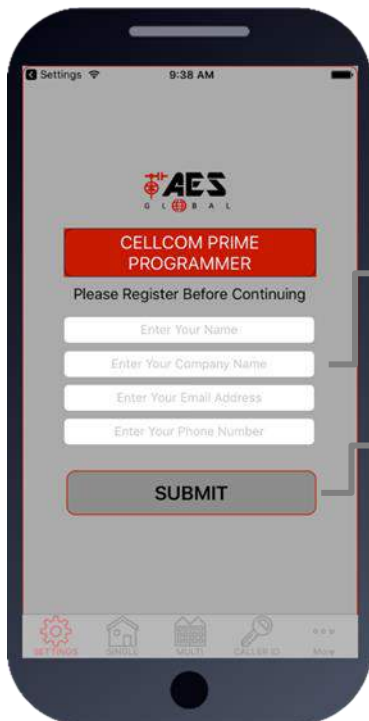 Settings
9:38 AM
AES
GLOBAL
CELLCOM PRIME
PROGRAMMER
Please Register Before Continuing
Enter Your Name
Enter Your Company Name
Enter Your Email Address
Enter Your Phone Number
SUBMIT
SETTINGS SINGLE MULTI CALLER ID More